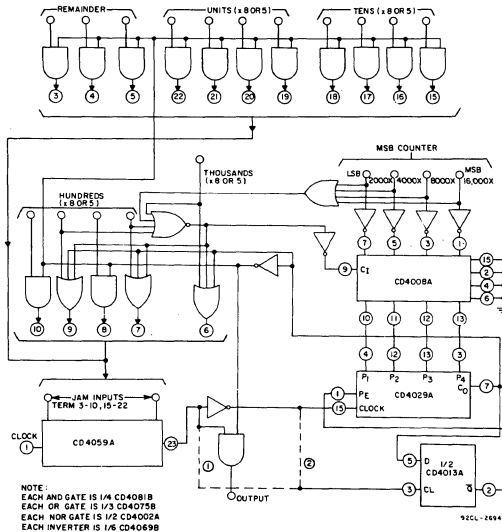 REMAINDER
UNITS (x 8 OR 5)
TENS (x 8 OR 5)
3
4
5
22
21
20
19
18
17
16
15
MSB COUNTER
THOUSANDS
(x 8 OR 5)
LSB
2000X
4000X
8000X
MSB
16,000X
HUNDREDS
(x 8 OR 5)
7
5
3
1
9
CI
CD4008A
15
2
4
6
10
9
8
7
6
10
11
12
13
4
12
13
3
P1
P2
P3
P4
CO
7
1
PE
15
CLOCK
CD4029A
JAM INPUTS
TERM 3-10, 15-22
CLOCK
1
CD4059A
23
1
2
OUTPUT
5
D
1/2
CD4013A
3
CL
Q
2
NOTE:
EACH AND GATE IS 1/4 CD4081B
EACH OR GATE IS 1/3 CD4075B
EACH NOR GATE IS 1/2 CD4002A
EACH INVERTER IS 1/6 CD4069B